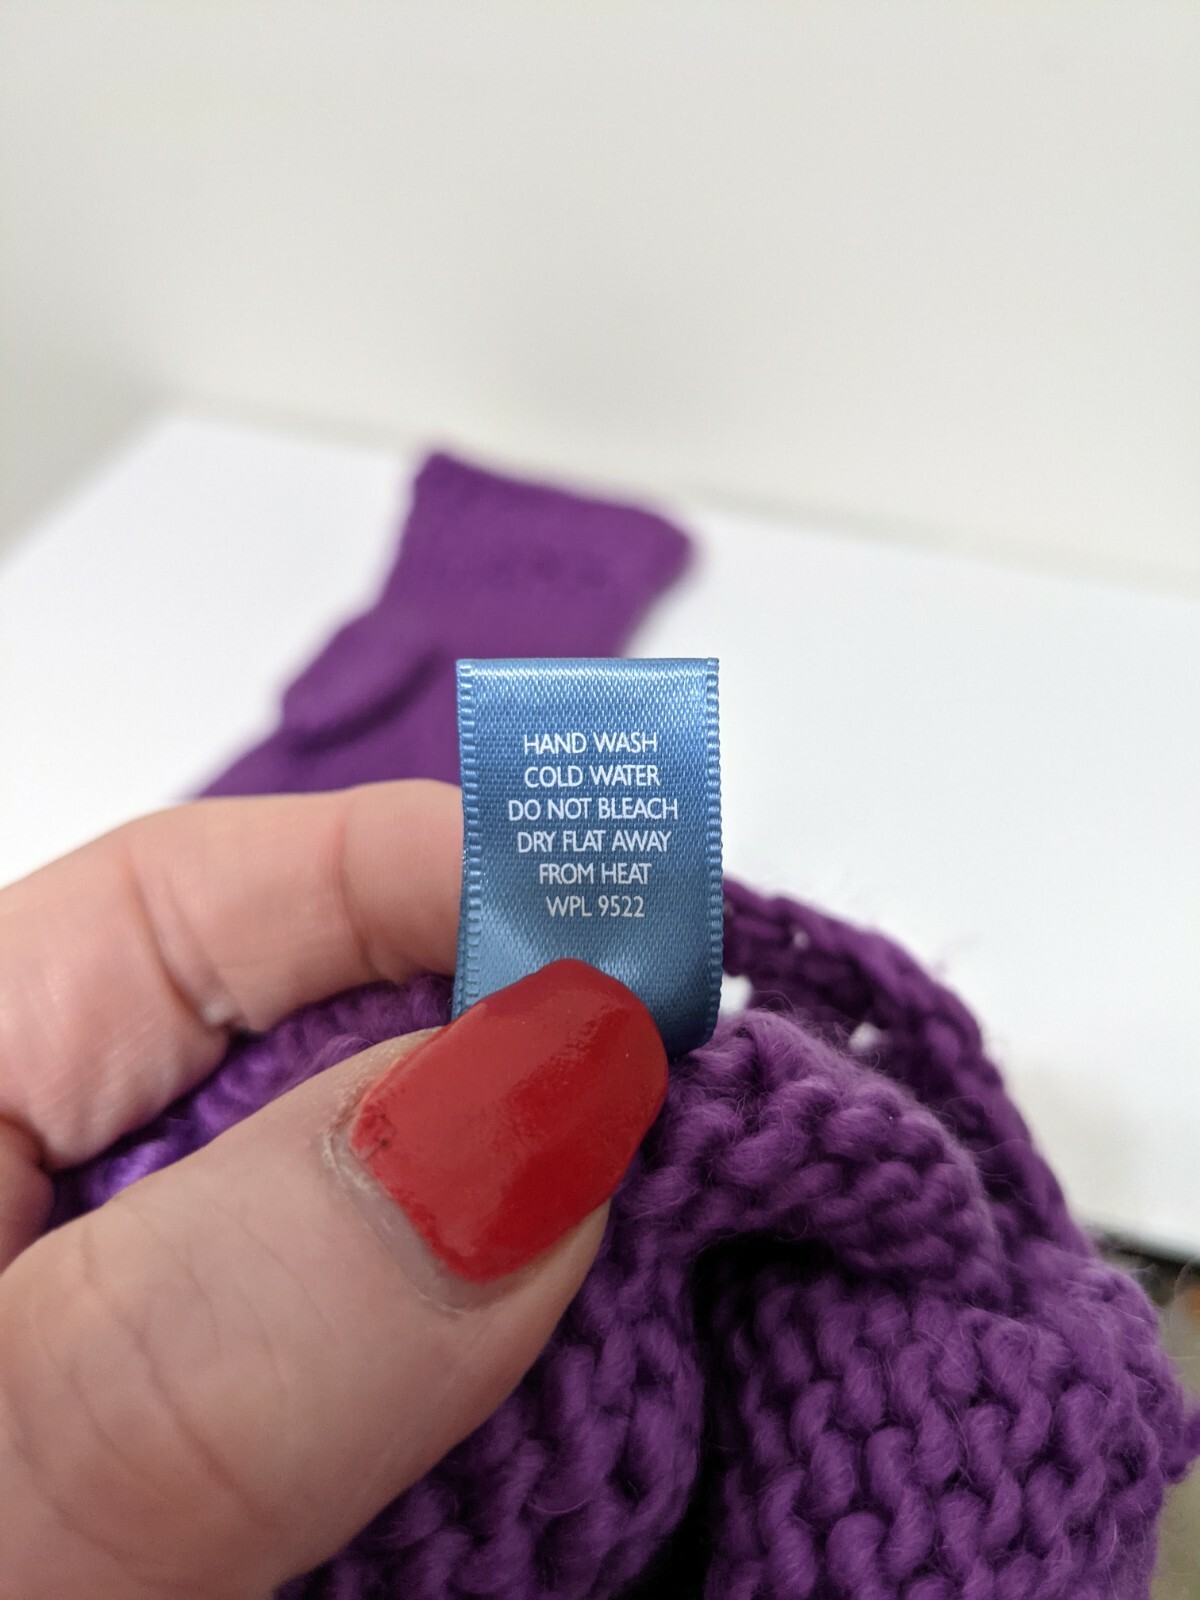 HAND WASH
COLD WATER
DO NOT BLEACH
DRY FLAT AWAY
FROM HEAT
WPL 9522